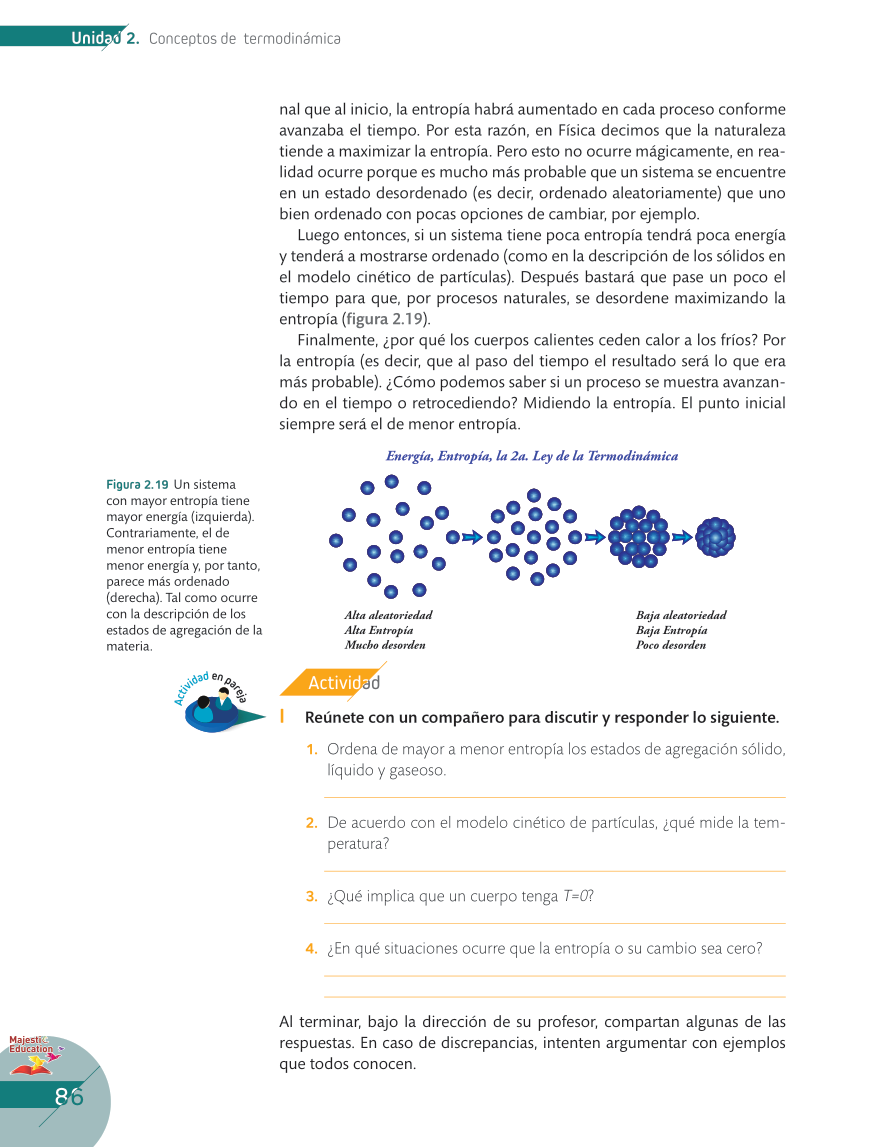 Unidad 2. Conceptos de termodinámica
nal que al inicio, la entropía habrá aumentado en cada proceso conforme
avanzaba el tiempo. Por esta razón, en Física decimos que la naturaleza
tiende a maximizar la entropía. Pero esto no ocurre mágicamente, en rea-
lidad ocurre porque es mucho más probable que un sistema se encuentre
en un estado desordenado (es decir, ordenado aleatoriamente) que uno
bien ordenado con pocas opciones de cambiar, por ejemplo.
Luego entonces, si un sistema tiene poca entropía tendrá poca energía
y tenderá a mostrarse ordenado (como en la descripción de los sólidos en
el modelo cinético de partículas). Después bastará que pase un poco el
tiempo para que, por procesos naturales, se desordene maximizando la
entropía (figura 2.19).
Finalmente, ¿por qué los cuerpos calientes ceden calor a los fríos? Por
la entropía (es decir, que al paso del tiempo el resultado será lo que era
más probable). ¿Cómo podemos saber si un proceso se muestra avanzan-
do en el tiempo o retrocediendo? Midiendo la entropía. El punto inicial
siempre será el de menor entropía.
Energía, Entropía, la 2a. Ley de la Termodinámica
Figura 2.19 Un sistema
con mayor entropía tiene
mayor energía (izquierda).
Contrariamente, el de
menor entropía tiene
menor energía y, por tanto,
parece más ordenado
(derecha). Tal como ocurre
con la descripción de los
estados de agregación de la
materia.
Alta aleatoriedad
Alta Entropía
Mucho desorden
Baja aleatoriedad
Baja Entropía
Poco desorden
Actividad en pareja
Actividad
I Reúnete con un compañero para discutir y responder lo siguiente.
1. Ordena de mayor a menor entropía los estados de agregación sólido,
líquido y gaseoso.
2. De acuerdo con el modelo cinético de partículas, ¿qué mide la tem-
peratura?
3. ¿Qué implica que un cuerpo tenga T=0?
4. ¿En qué situaciones ocurre que la entropía o su cambio sea cero?
Al terminar, bajo la dirección de su profesor, compartan algunas de las
respuestas. En caso de discrepancias, intenten argumentar con ejemplos
que todos conocen.
Majestic
Education
86